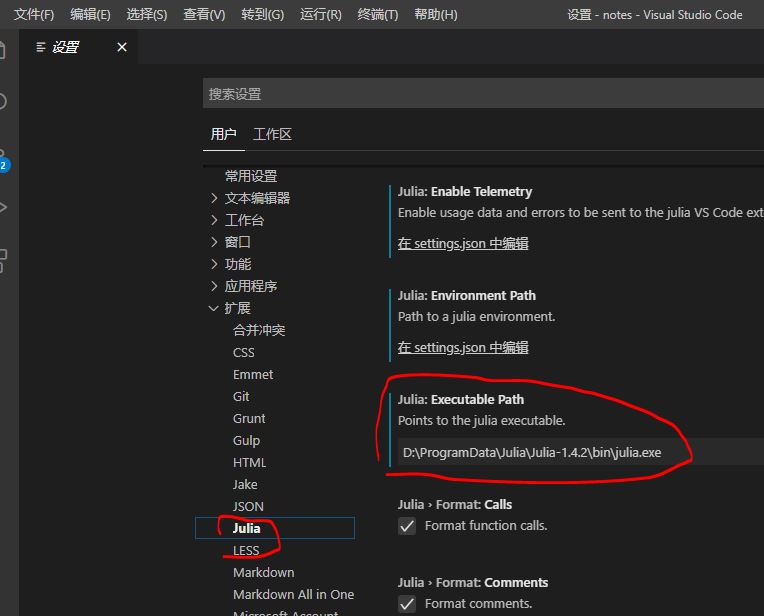 文件(F) 编辑(E) 选择(S) 查看(V) 转到(G) 运行(R) 终端(T) 帮助(H) 设置 - notes - Visual Studio Code
设置
搜索设置
用户 工作区
常用设置
文本编辑器
工作台
窗口
功能
应用程序
扩展
合并冲突
CSS
Emmet
Git
Grunt
Gulp
HTML
Jake
JSON
Julia
LESS
Markdown
Markdown All in One
Microsoft Account
2
Julia: Enable Telemetry
Enable usage data and errors to be sent to the julia VS Code ext
在 settings.json 中编辑
Julia: Environment Path
Path to a julia environment.
在 settings.json 中编辑
Julia: Executable Path
Points to the julia executable.
D:\ProgramData\Julia\Julia-1.4.2\bin\julia.exe
Julia › Format: Calls
Format function calls.
Julia › Format: Comments
Format comments.